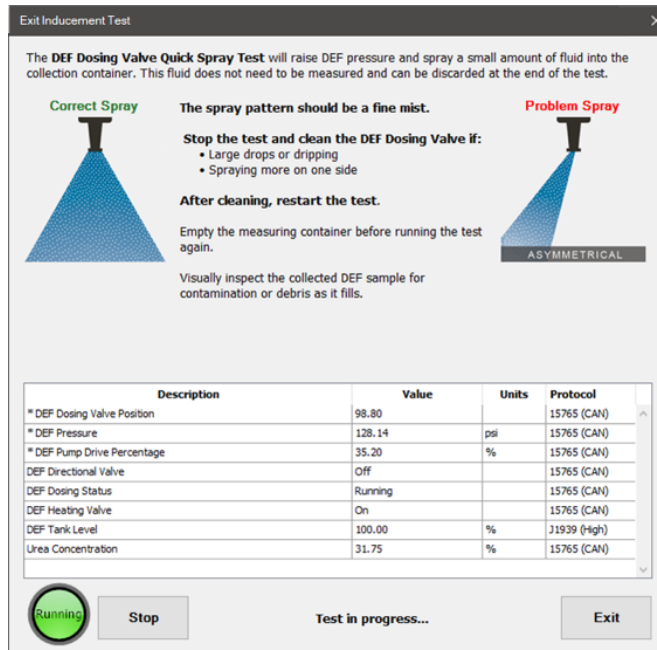 Exit Inducement Test
The DEF Dosing Valve Quick Spray Test will raise DEF pressure and spray a small amount of fluid into the
collection container. This fluid does not need to be measured and can be discarded at the end of the test.
Correct Spray
The spray pattern should be a fine mist.
Stop the test and clean the DEF Dosing Valve if:
• Large drops or dripping
• Spraying more on one side
After cleaning, restart the test.
Empty the measuring container before running the test
again.
Visually inspect the collected DEF sample for
contamination or debris as it fills.
Problem Spray
ASYMMETRICAL
Description Value Units Protocol
* DEF Dosing Valve Position 98.80 15765 (CAN)
* DEF Pressure 128.14 psi 15765 (CAN)
* DEF Pump Drive Percentage 35.20 % 15765 (CAN)
DEF Directional Valve Off 15765 (CAN)
DEF Dosing Status Running 15765 (CAN)
DEF Heating Valve On 15765 (CAN)
DEF Tank Level 100.00 % J1939 (High)
Urea Concentration 31.75 % 15765 (CAN)
Running Stop Test in progress... Exit